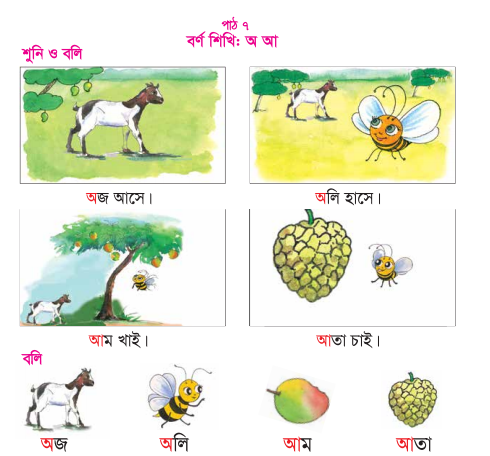 পাঠ ৭
বর্ণ শিখি: অ আ
শুনি ও বলি
অজ আসে।
অলি হাসে।
আম খাই।
আতা চাই।
বলি
অজ
অলি
আম
আতা